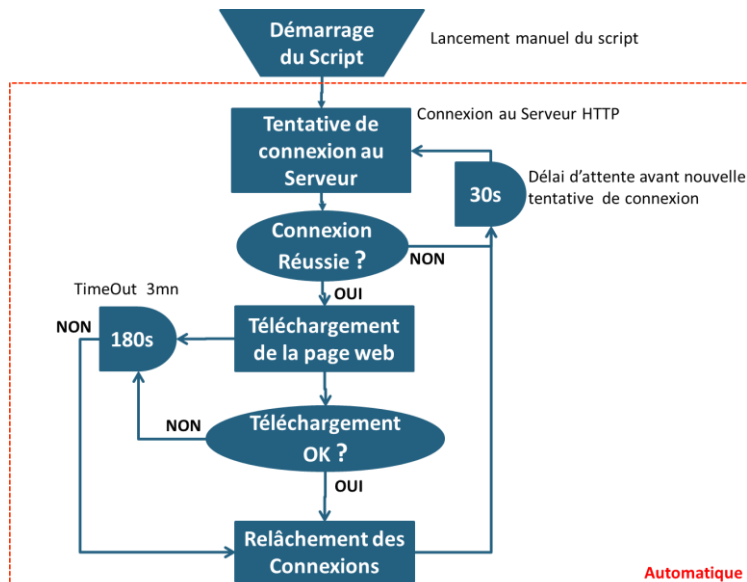 Démarrage
du Script
Lancement manuel du script
Connexion au Serveur HTTP
Tentative de
connexion au
Serveur
Délai d'attente avant nouvelle
tentative de connexion
30s
Connexion
Réussie ?
NON
OUI
TimeOut 3mn
NON
180s
Téléchargement
de la page web
NON
Téléchargement
OK ?
OUI
Relâchement des
Connexions
Automatique